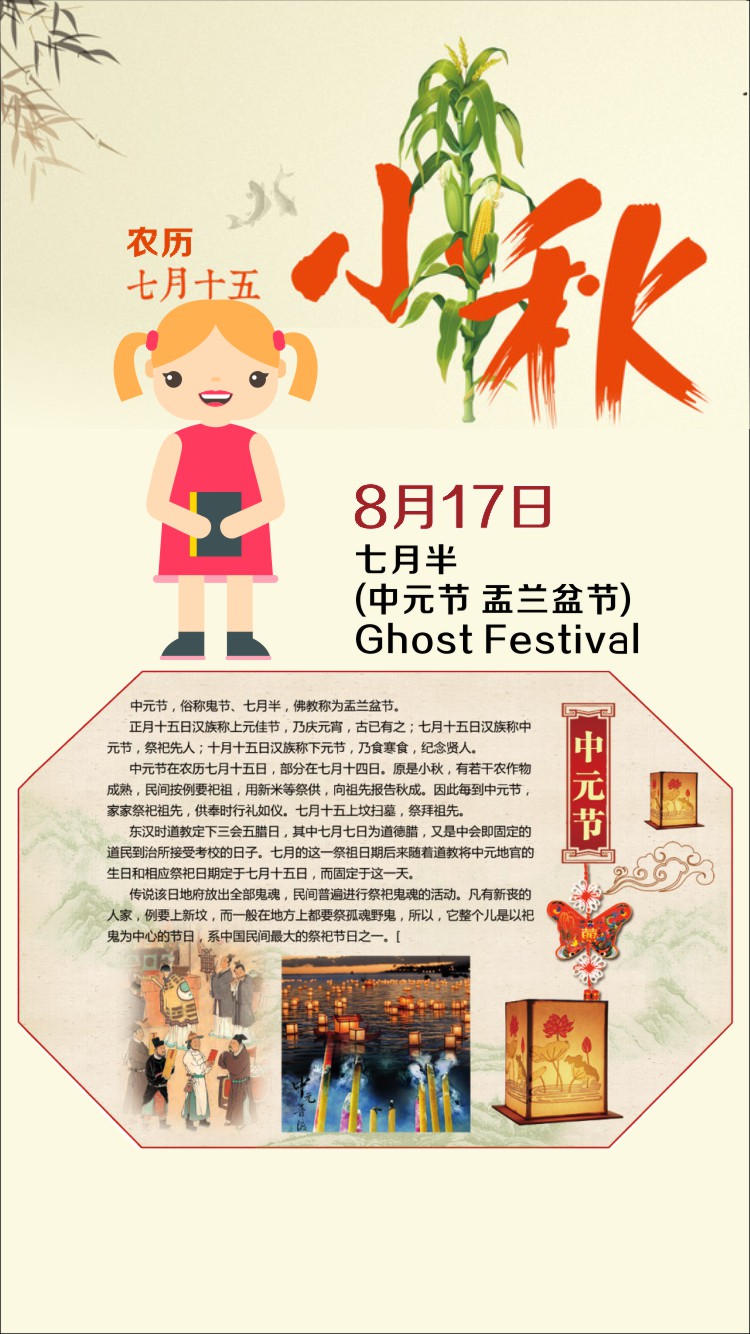 小秋
农历
七月十五
8月17日
七月半
(中元节 盂兰盆节)
Ghost Festival
中元节，俗称鬼节、七月半，佛教称为盂兰盆节。
正月十五日汉族称上元佳节，乃庆元宵，古已有之；七月十五日汉族称中
元节，祭祀先人；十月十五日汉族称下元节，乃食寒食，纪念贤人。
中元节在农历七月十五日，部分在七月十四日。原是小秋，有若干农作物
成熟，民间按例要祀祖，用新米等祭供，向祖先报告秋成。因此每到中元节，
家家祭祀祖先，供奉时行礼如仪。七月十五上坟扫墓，祭拜祖先。
东汉时道教定下三会五腊日，其中七月七日为道德腊，又是中会即固定的
道民到治所接受考校的日子。七月的这一祭祖日期后来随着道教将中元地官的
生日和相应祭祀日期定于七月十五日，而固定于这一天。
传说该日地府放出全部鬼魂，民间普遍进行祭祀鬼魂的活动。凡有新丧的
人家，例要上新坟，而一般在地方上都要祭孤魂野鬼，所以，它整个儿是以祀
鬼为中心的节日，系中国民间最大的祭祀节日之一。[
中元节
中元普渡